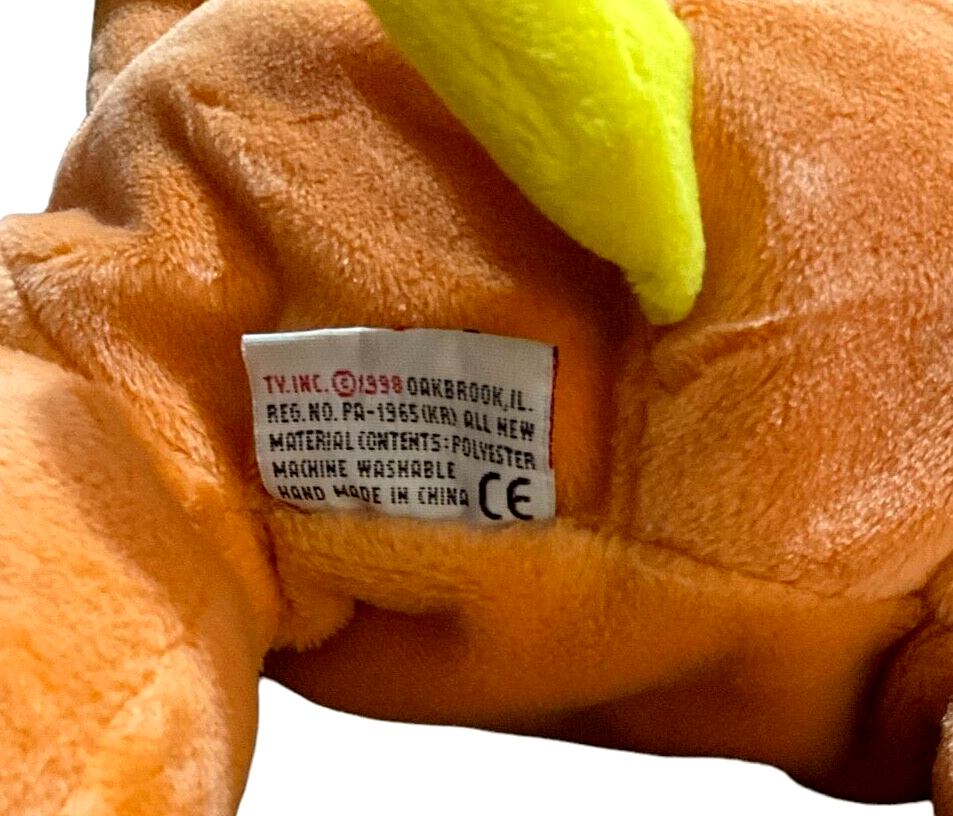 TY.INC. ©1998 OAKBROOK,IL.
REG.NO. PA-1965(KR) ALL NEW
MATERIAL CONTENTS:POLYESTER
MACHINE WASHABLE
HAND MADE IN CHINA CE